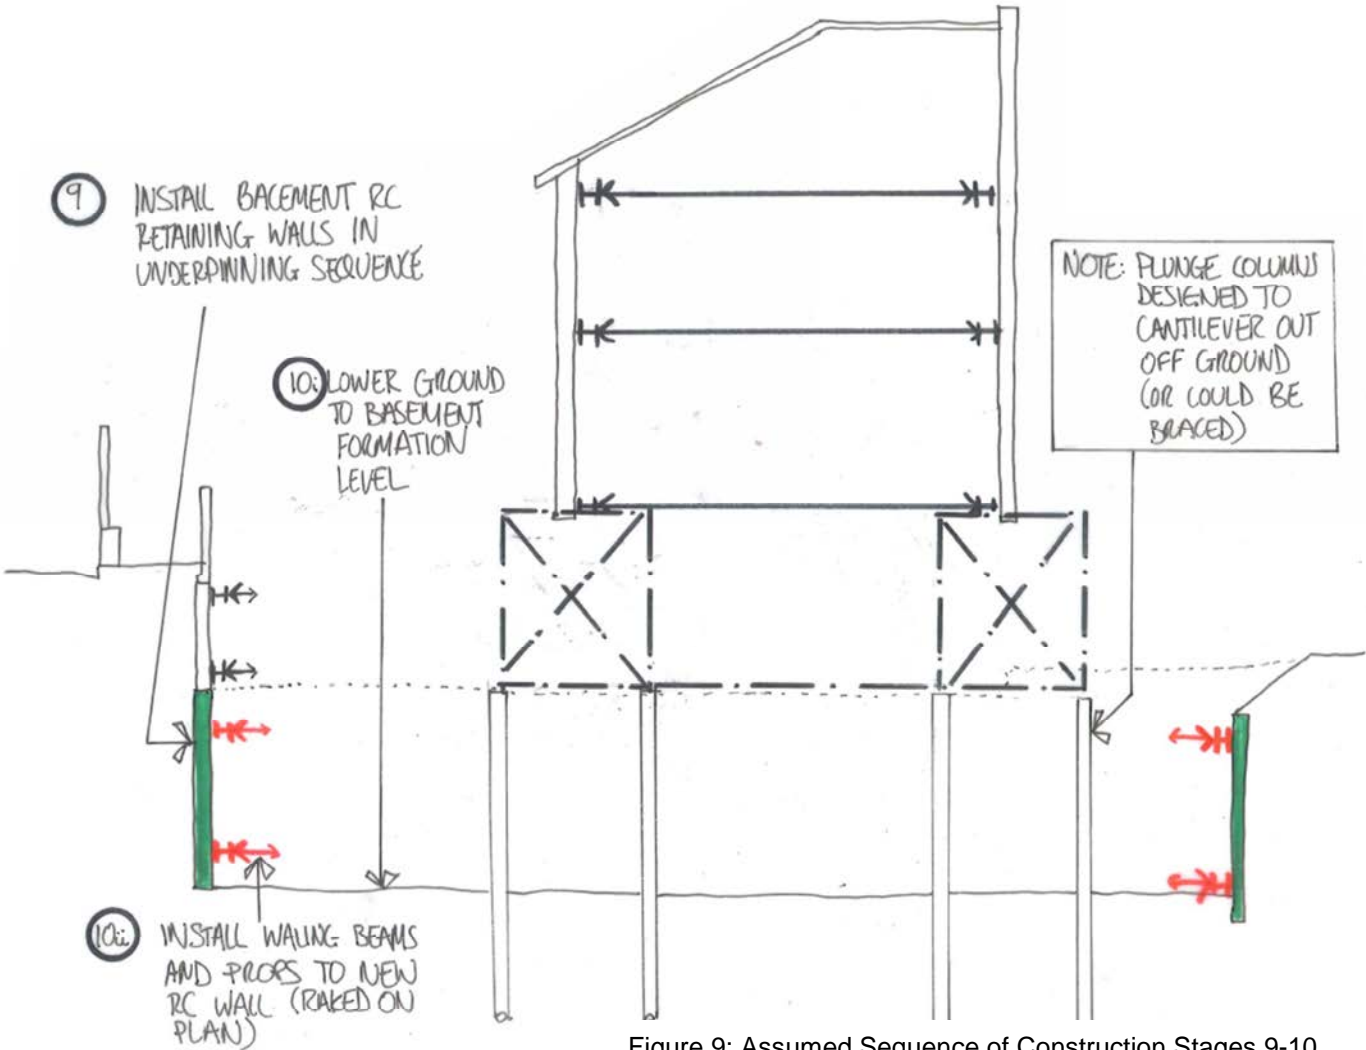 9 INSTALL BACEMENT RC
RETAINING WALLS IN
UNDERPINNING SEQUENCE
10i LOWER GROUND
TO BASEMENT
FORMATION
LEVEL
NOTE: PLUNGE COLUMNS
DESIGNED TO
CANTILEVER OUT
OFF GROUND
(OR COULD BE
BRACED)
10ii INSTALL WALING BEAMS
AND PROPS TO NEW
RC WALL (RAKED ON
PLAN)
Figure 9: Assumed Sequence of Construction Stages 9-10